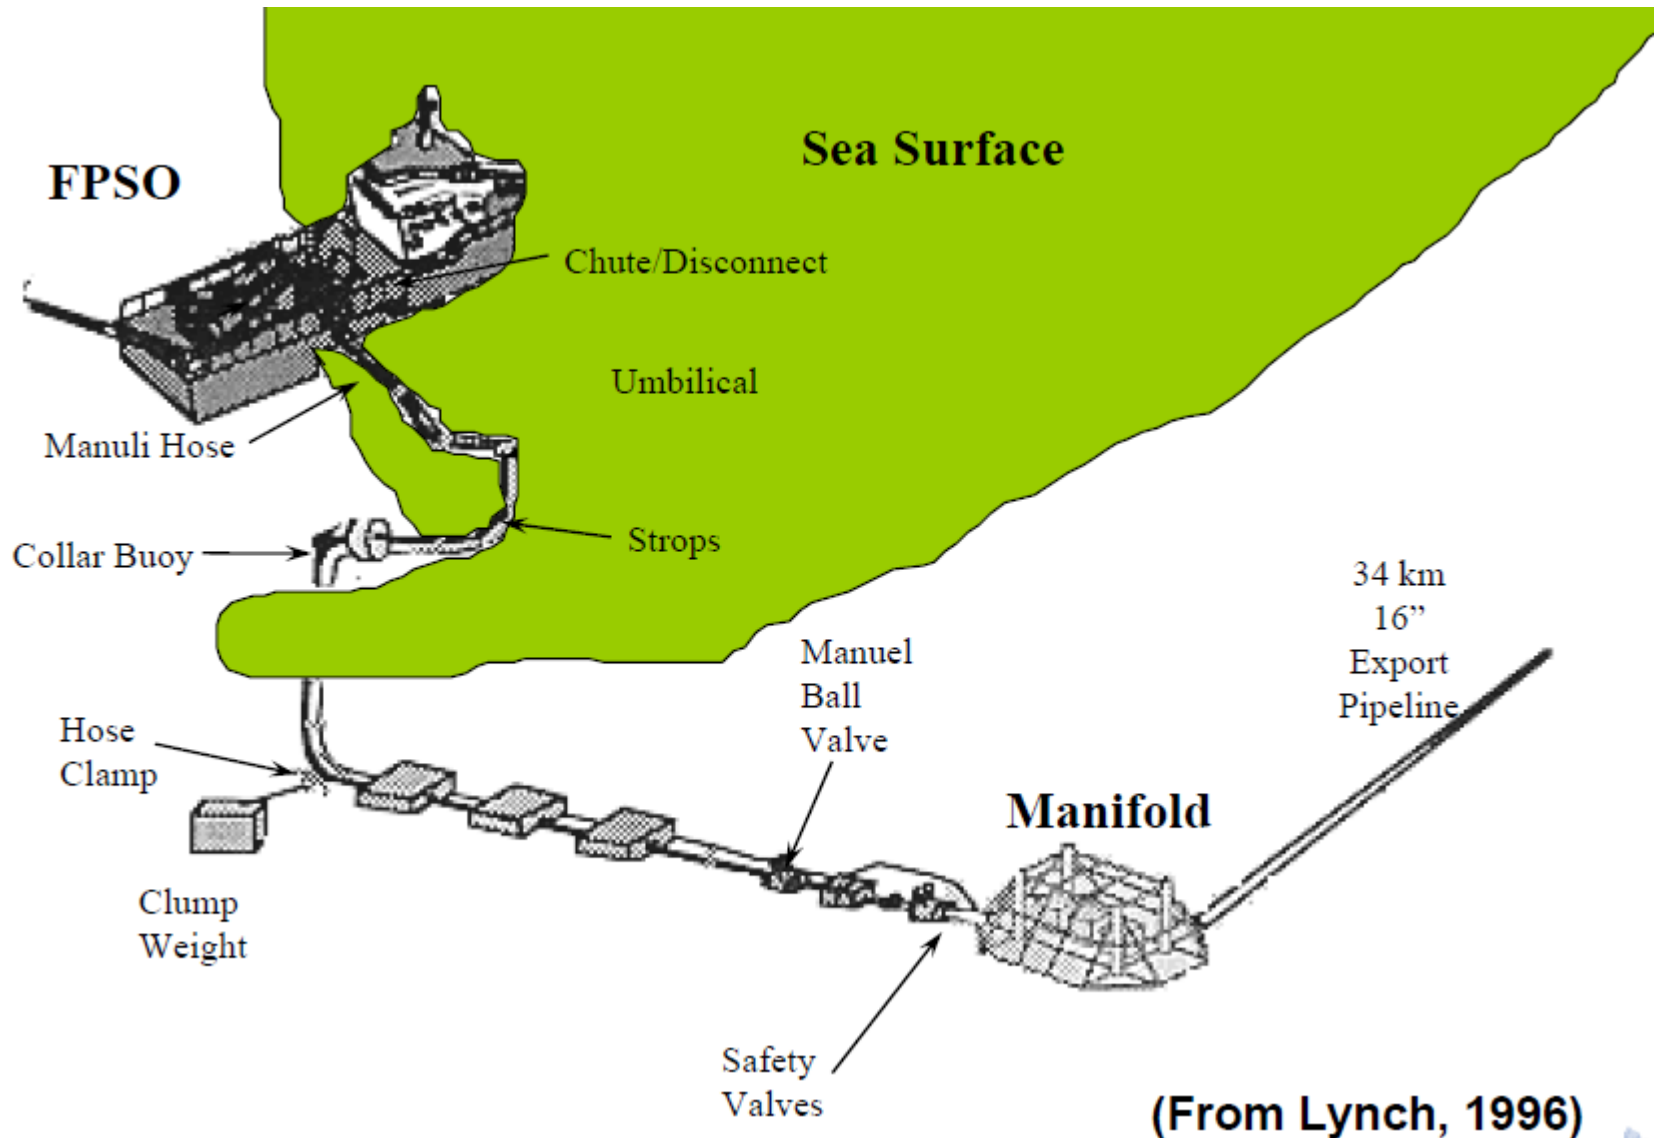 Sea Surface
FPSO
Chute/Disconnect
Umbilical
Manuli Hose
Strops
Collar Buoy
34 km
16”
Export
Pipeline
Manuel
Ball
Valve
Hose
Clamp
Manifold
Clump
Weight
Safety
Valves
(From Lynch, 1996)